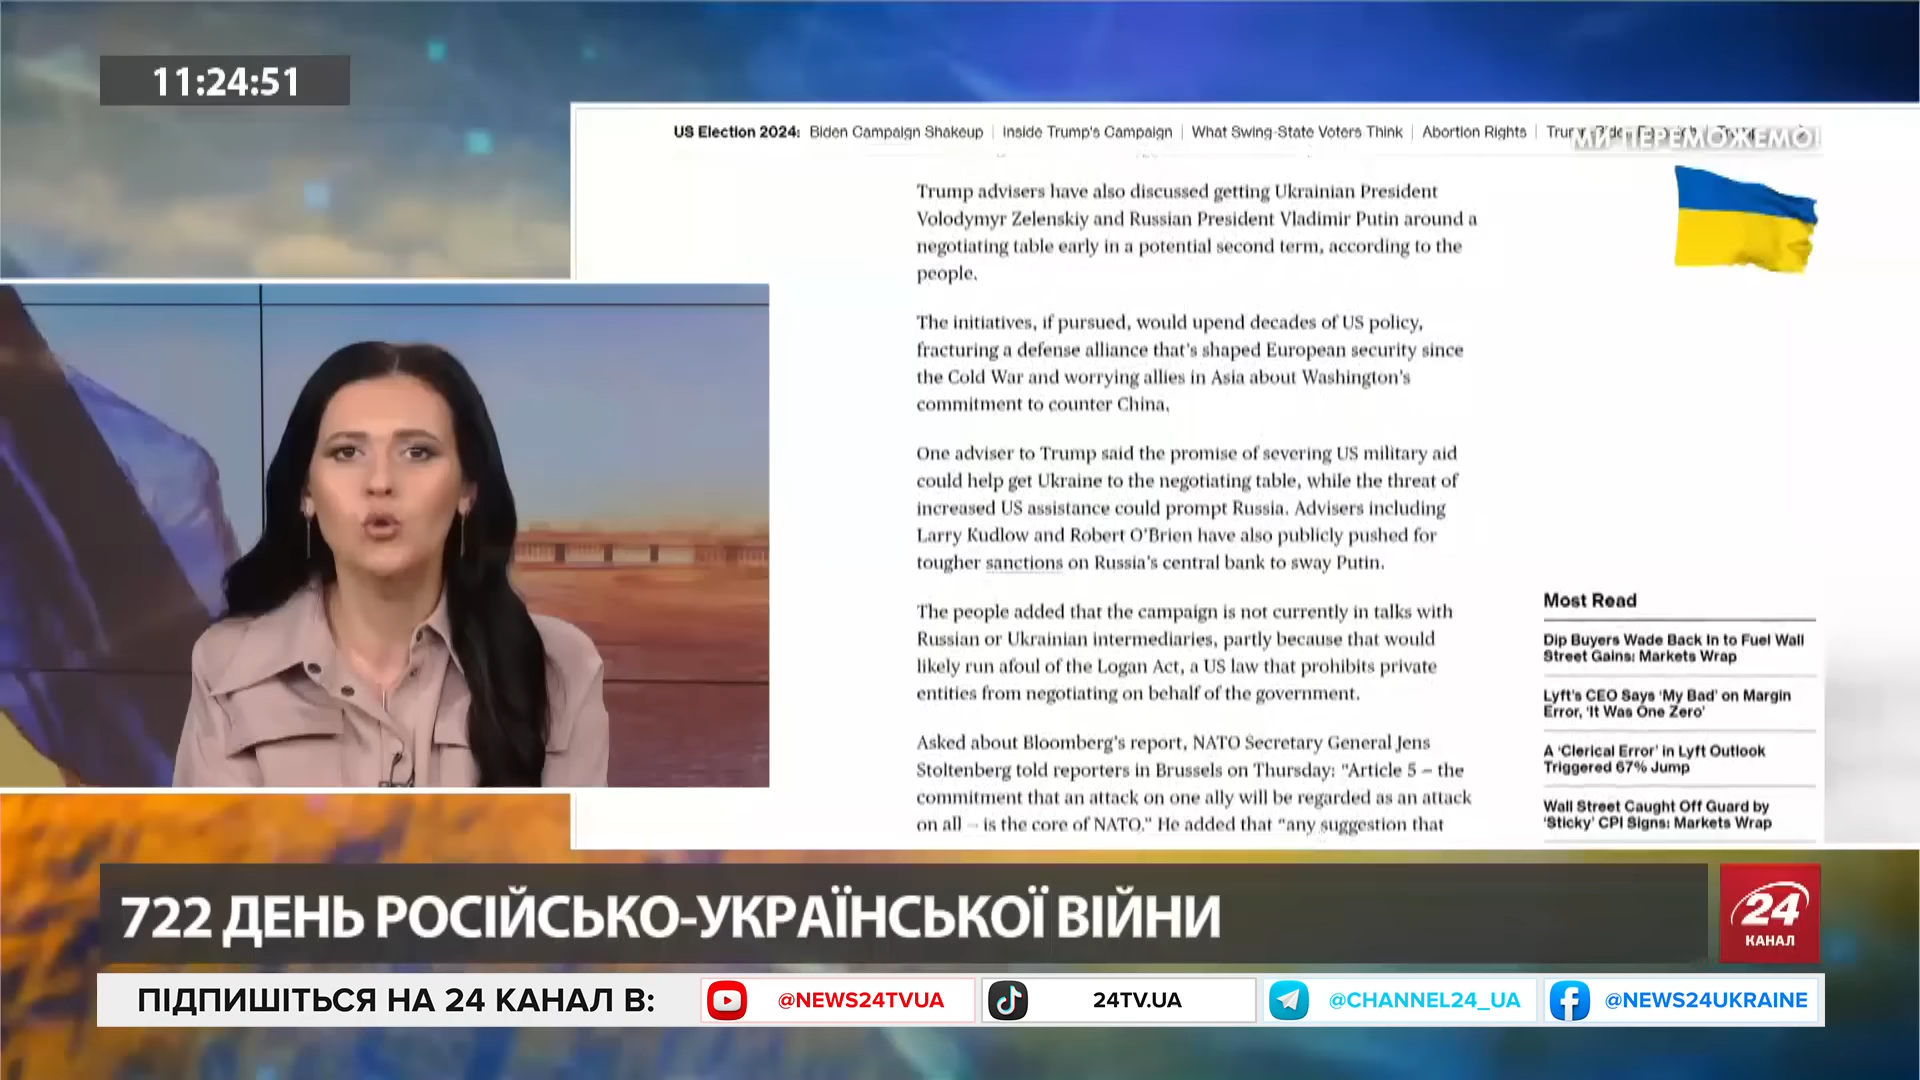 11:24:51
US Election 2024: Biden Campaign Shakeup Inside Trump's Campaign What Swing-State Voters Think Abortion Rights
МИ ПЕРЕМОЖЕМО!
Trump advisers have also discussed getting Ukrainian President
Volodymyr Zelenskiy and Russian President Vladimir Putin around a
negotiating table early in a potential second term, according to the
people.
The initiatives, if pursued, would upend decades of US policy,
fracturing a defense alliance that's shaped European security since
the Cold War and worrying allies in Asia about Washington's
commitment to counter China.
One adviser to Trump said the promise of severing US military aid
could help get Ukraine to the negotiating table, while the threat of
increased US assistance could prompt Russia. Advisers including
Larry Kudlow and Robert O'Brien have also publicly pushed for
tougher sanctions on Russia's central bank to sway Putin.
The people added that the campaign is not currently in talks with
Russian or Ukrainian intermediaries, partly because that would
likely run afoul of the Logan Act, a US law that prohibits private
entities from negotiating on behalf of the government.
Asked about Bloomberg's report, NATO Secretary General Jens
Stoltenberg told reporters in Brussels on Thursday: "Article 5 – the
commitment that an attack on one ally will be regarded as an attack
on all – is the core of NATO." He added that "any suggestion that
Most Read
Dip Buyers Wade Back In to Fuel Wall
Street Gains: Markets Wrap
Lyft's CEO Says 'My Bad' on Margin
Error, 'It Was One Zero'
A 'Clerical Error' in Lyft Outlook
Triggered 67% Jump
Wall Street Caught Off Guard by
'Sticky' CPI Signs: Markets Wrap
722 ДЕНЬ РОСІЙСЬКО-УКРАЇНСЬКОЇ ВІЙНИ
24
КАНАЛ
ПІДПИШІТЬСЯ НА 24 КАНАЛ В: @NEWS24TVUA 24TV.UA @CHANNEL24_UA @NEWS24UKRAINE